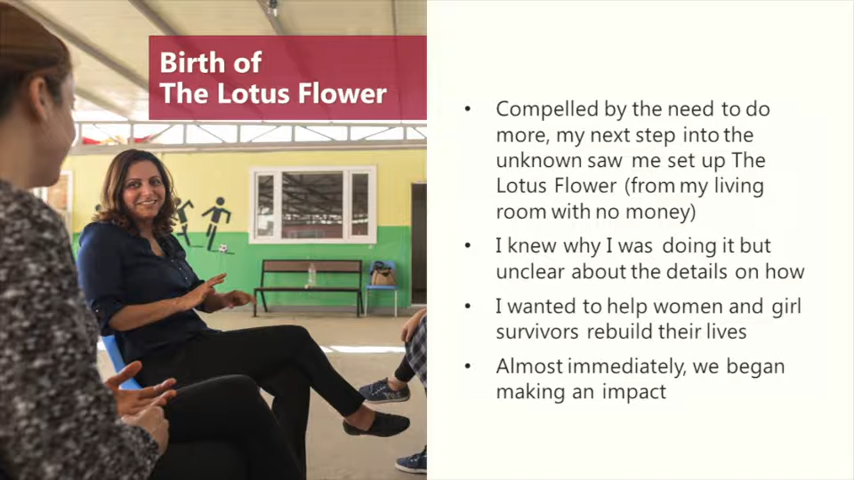 Birth of
The Lotus Flower
• Compelled by the need to do
more, my next step into the
unknown saw me set up The
Lotus Flower (from my living
room with no money)
• I knew why I was doing it but
unclear about the details on how
• I wanted to help women and girl
survivors rebuild their lives
• Almost immediately, we began
making an impact